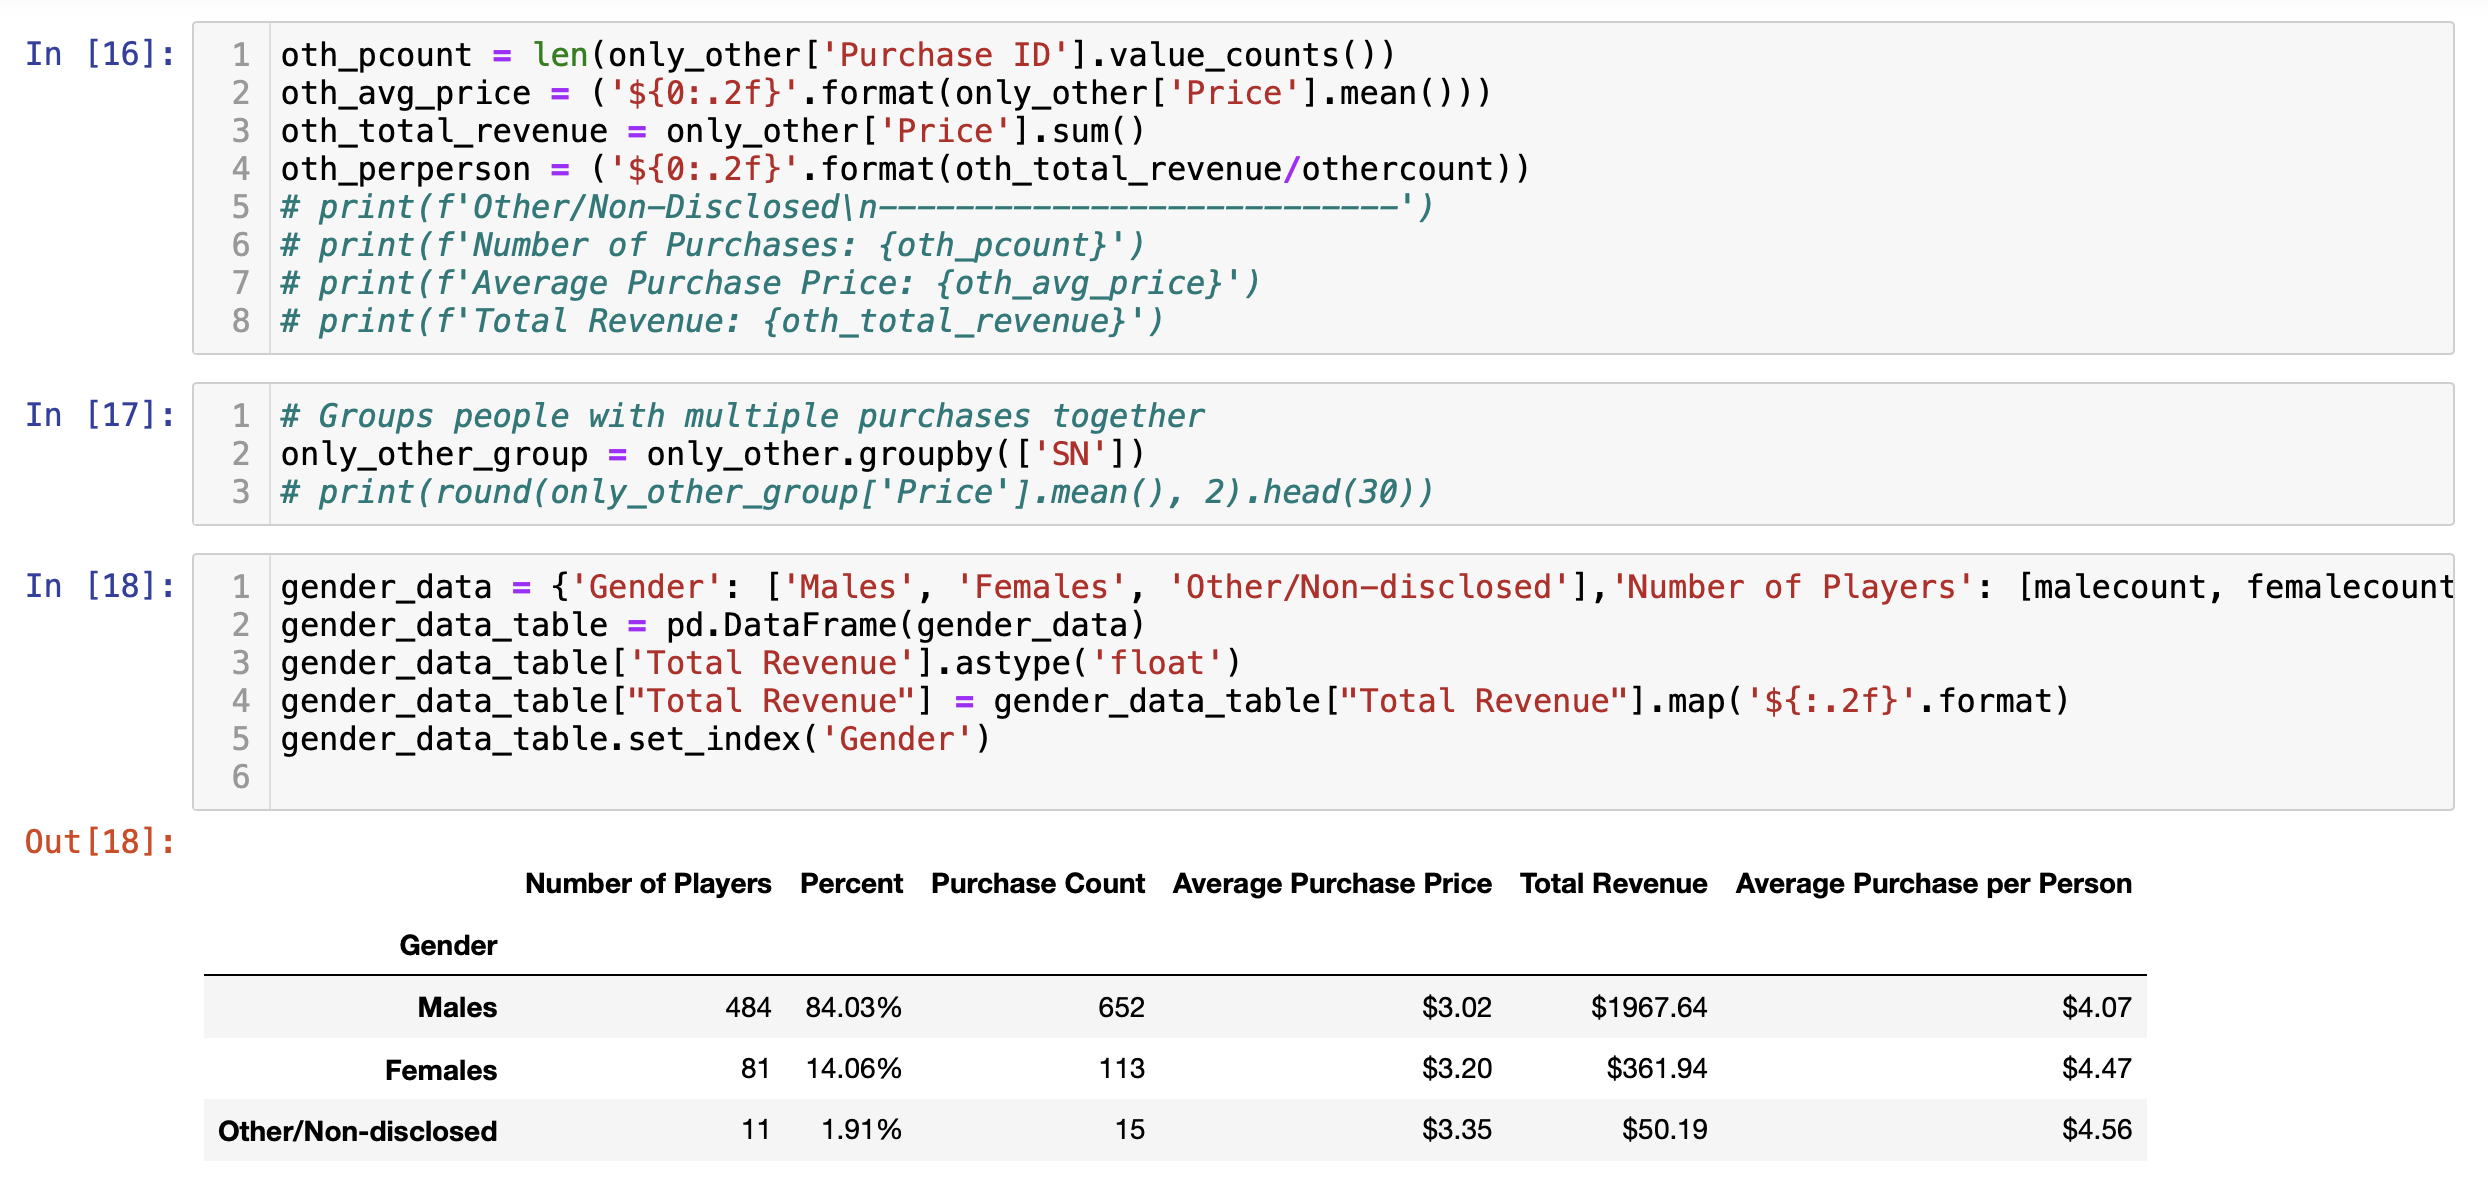 In [16]:
1 oth_pcount = len(only_other['Purchase ID'].value_counts())
2 oth_avg_price = ('${0:.2f}'.format(only_other['Price'].mean()))
3 oth_total_revenue = only_other['Price'].sum()
4 oth_perperson = ('${0:.2f}'.format(oth_total_revenue/othercount))
5 # print(f'Other/Non-Disclosed\n---------------------------')
6 # print(f'Number of Purchases: {oth_pcount}')
7 # print(f'Average Purchase Price: {oth_avg_price}')
8 # print(f'Total Revenue: {oth_total_revenue}')
In [17]:
1 # Groups people with multiple purchases together
2 only_other_group = only_other.groupby(['SN'])
3 # print(round(only_other_group['Price'].mean(), 2).head(30))
In [18]:
1 gender_data = {'Gender': ['Males', 'Females', 'Other/Non-disclosed'],'Number of Players': [malecount, femalecount
2 gender_data_table = pd.DataFrame(gender_data)
3 gender_data_table['Total Revenue'].astype('float')
4 gender_data_table["Total Revenue"] = gender_data_table["Total Revenue"].map('${:.2f}'.format)
5 gender_data_table.set_index('Gender')
6
Out[18]:
Number of Players Percent Purchase Count Average Purchase Price Total Revenue Average Purchase per Person
Gender
Males 484 84.03% 652 $3.02 $1967.64 $4.07
Females 81 14.06% 113 $3.20 $361.94 $4.47
Other/Non-disclosed 11 1.91% 15 $3.35 $50.19 $4.56